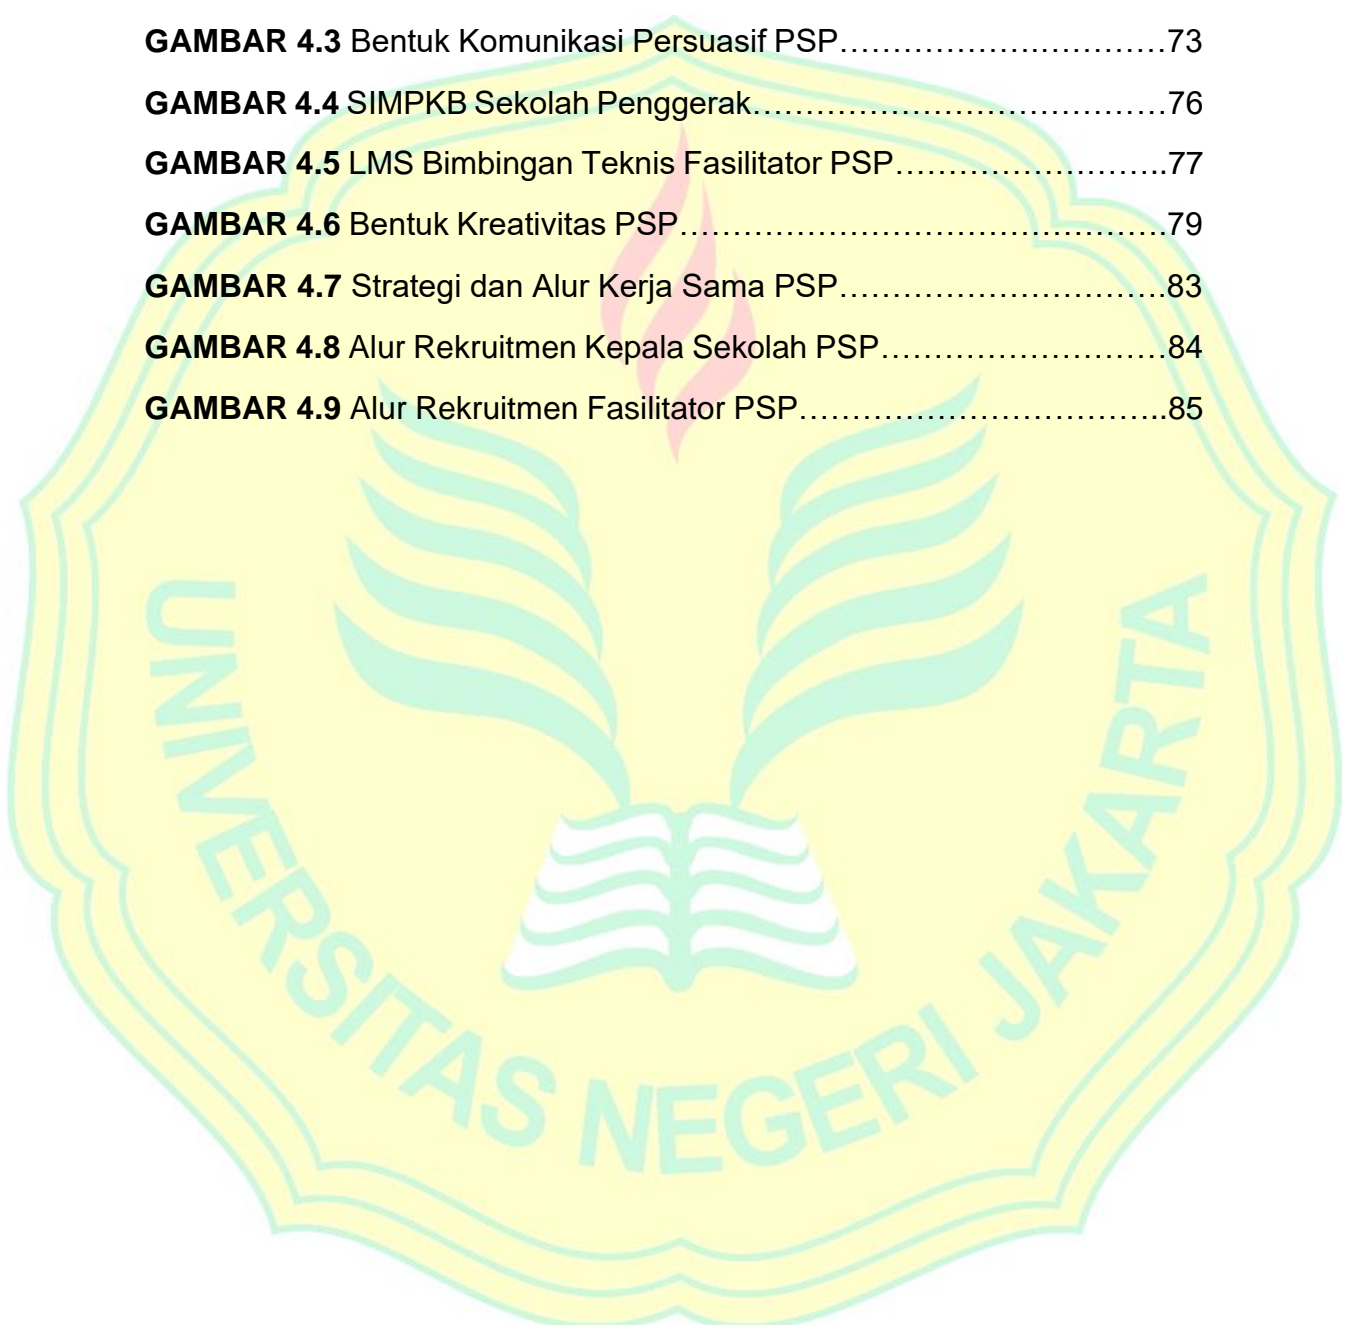 GAMBAR 4.3 Bentuk Komunikasi Persuasif PSP……………….…………73
GAMBAR 4.4 SIMPKB Sekolah Penggerak…………………….……………76
GAMBAR 4.5 LMS Bimbingan Teknis Fasilitator PSP……………………..77
GAMBAR 4.6 Bentuk Kreativitas PSP……………………………………….79
GAMBAR 4.7 Strategi dan Alur Kerja Sama PSP………………………….83
GAMBAR 4.8 Alur Rekruitmen Kepala Sekolah PSP………………………84
GAMBAR 4.9 Alur Rekruitmen Fasilitator PSP………….…………………..85
UNIVERSITAS NEGERI JAKARTA